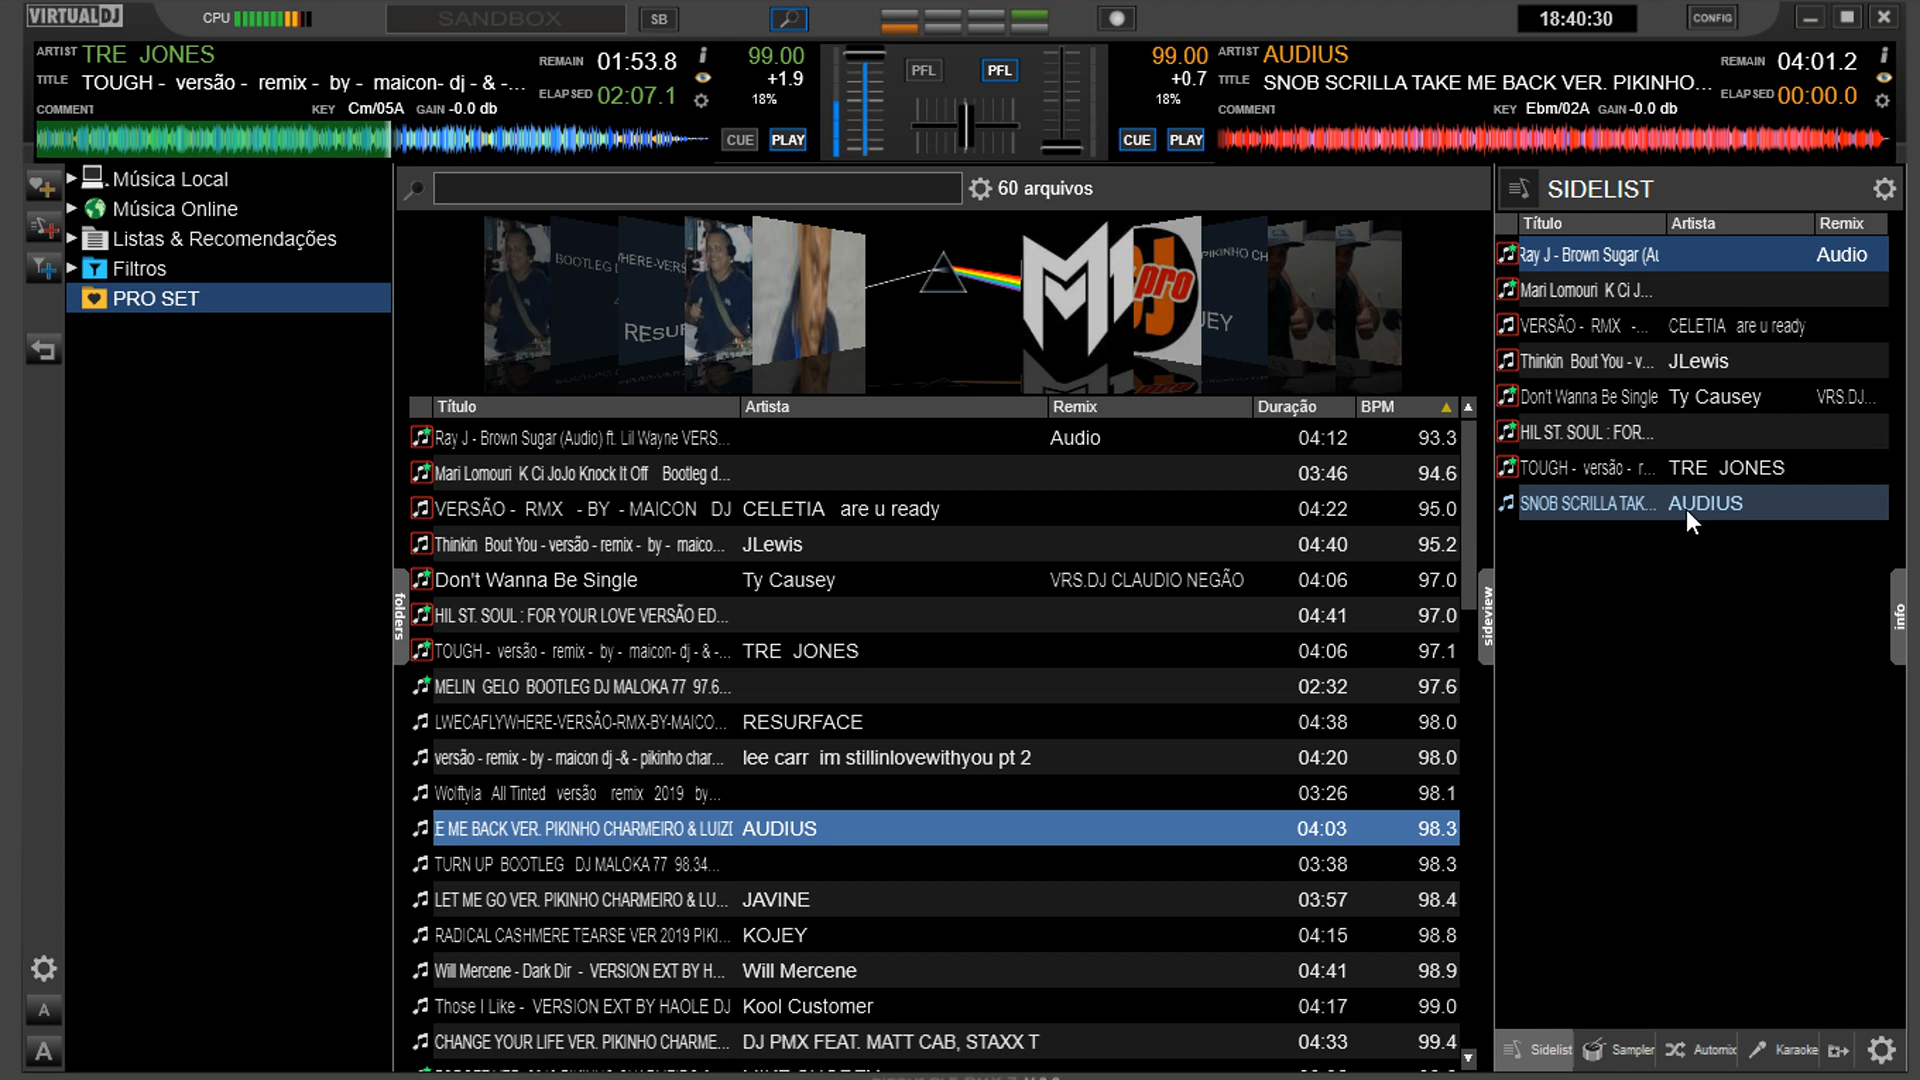 VIRTUALDJ
CPU
SANDBOX
SB
18:40:30
CONFIG
ARTIST TRE JONES
TITLE TOUGH - versão - remix - by - maicon- dj - & -...
COMMENT
KEY Cm/05A GAIN -0.0 db
REMAIN 01:53.8
ELAPSED 02:07.1
99.00
+1.9
18%
CUE PLAY
PFL PFL
99.00
+0.7
18%
CUE PLAY
ARTIST AUDIUS
TITLE SNOB SCRILLA TAKE ME BACK VER. PIKINHO...
COMMENT
KEY Ebm/02A GAIN -0.0 db
REMAIN 04:01.2
ELAPSED 00:00.0
Música Local
Música Online
Listas & Recomendações
Filtros
PRO SET
A
A
folders
60 arquivos
BOOTLEG
HERE-VERS
RESUF
M1
DJ
pro
PIKINHO CH
JEY
Título Artista Remix Duração BPM
Ray J - Brown Sugar (Audio) ft. Lil Wayne VERS... Audio 04:12 93.3
Mari Lomouri K Ci JoJo Knock It Off Bootleg d... 03:46 94.6
VERSÃO - RMX - BY - MAICON DJ CELETIA are u ready 04:22 95.0
Thinkin Bout You - versão - remix - by - maico... JLewis 04:40 95.2
Don't Wanna Be Single Ty Causey VRS.DJ CLAUDIO NEGÃO 04:06 97.0
HIL ST. SOUL : FOR YOUR LOVE VERSÃO ED... 04:41 97.0
TOUGH - versão - remix - by - maicon- dj - & -... TRE JONES 04:06 97.1
MELIN GELO BOOTLEG DJ MALOKA 77 97.6... 02:32 97.6
LWECAFLYWHERE-VERSÃO-RMX-BY-MAICO... RESURFACE 04:38 98.0
versão - remix - by - maicon dj -& - pikinho char... lee carr im stillinlovewithyou pt 2 04:20 98.0
Wolftyla All Tinted versão remix 2019 by... 03:26 98.1
E ME BACK VER. PIKINHO CHARMEIRO & LUIZI AUDIUS 04:03 98.3
TURN UP BOOTLEG DJ MALOKA 77 98.34... 03:38 98.3
LET ME GO VER. PIKINHO CHARMEIRO & LU... JAVINE 03:57 98.4
RADICAL CASHMERE TEARSE VER 2019 PIKI... KOJEY 04:15 98.8
Will Mercene - Dark Dir - VERSION EXT BY H... Will Mercene 04:41 98.9
Those I Like - VERSION EXT BY HAOLE DJ Kool Customer 04:17 99.0
CHANGE YOUR LIFE VER. PIKINHO CHARME... DJ PMX FEAT. MATT CAB, STAXX T 04:33 99.4
sideview
SIDELIST
Título Artista Remix
Ray J - Brown Sugar (Au Audio
Mari Lomouri K Ci J...
VERSÃO - RMX -... CELETIA are u ready
Thinkin Bout You - v... JLewis
Don't Wanna Be Single Ty Causey VRS.DJ...
HIL ST. SOUL : FOR...
TOUGH - versão - r... TRE JONES
SNOB SCRILLA TAK... AUDIUS
info
Sidelist Sampler Automix Karaoke